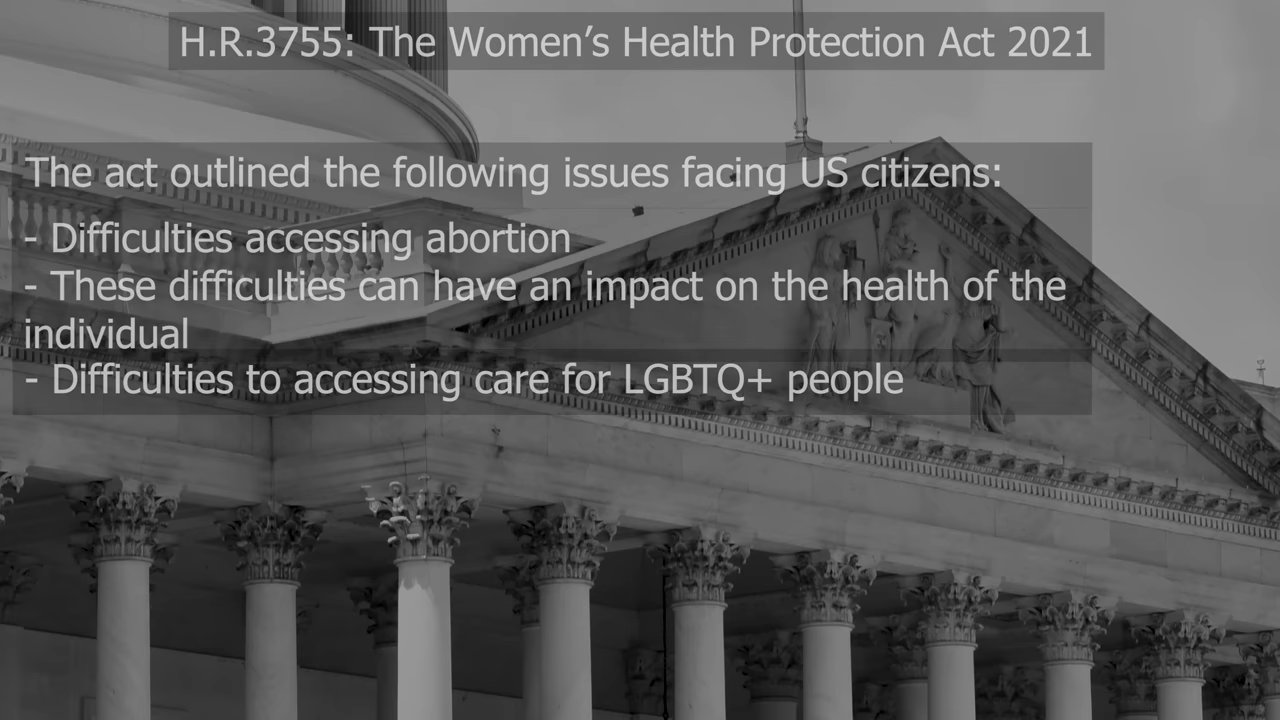 H.R.3755: The Women’s Health Protection Act 2021
The act outlined the following issues facing US citizens:
- Difficulties accessing abortion
- These difficulties can have an impact on the health of the
individual
- Difficulties to accessing care for LGBTQ+ people